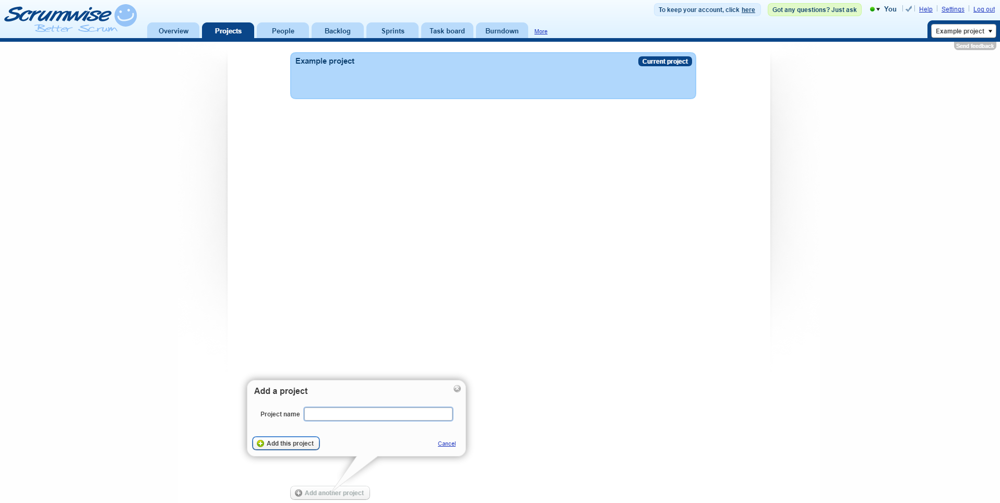 Scrumwise
Better Scrum
To keep your account, click here
Got any questions? Just ask
You
Help
Settings
Log out
Overview
Projects
People
Backlog
Sprints
Task board
Burndown
More
Example project
Send feedback
Example project
Current project
Add a project
Project name
Add this project
Cancel
Add another project